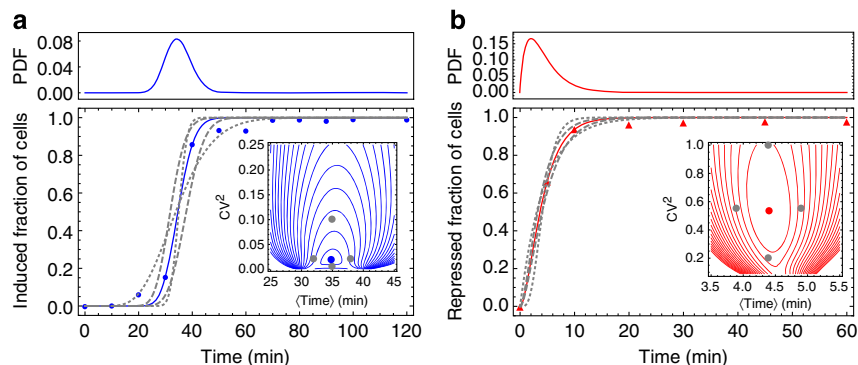 a
PDF
0.08
0.04
0.00
Induced fraction of cells
1.0
0.8
0.6
0.4
0.2
0.0
0 20 40 60 80 100 120
Time (min)
CV2
0.25
0.20
0.15
0.10
0.05
0.00
25 30 35 40 45
⟨Time⟩ (min)
b
PDF
0.15
0.10
0.05
0.00
Repressed fraction of cells
1.0
0.8
0.6
0.4
0.2
0.0
0 10 20 30 40 50 60
Time (min)
CV2
1.0
0.8
0.6
0.4
0.2
3.5 4.0 4.5 5.0 5.5
⟨Time⟩ (min)